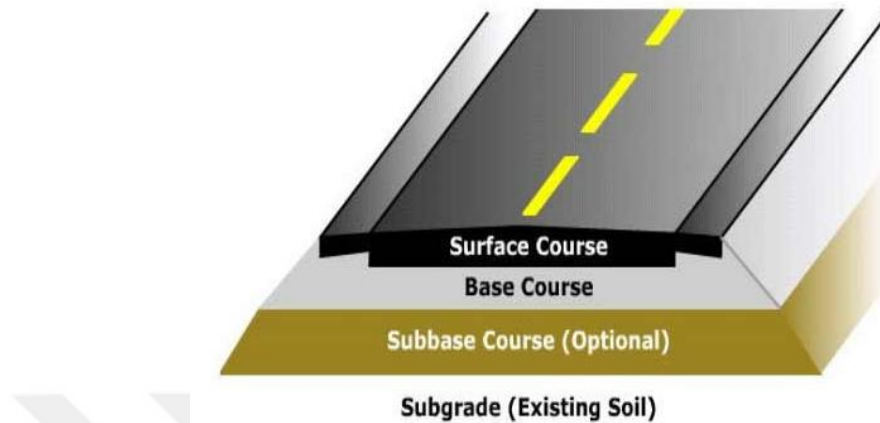 Surface Course
Base Course
Subbase Course (Optional)
Subgrade (Existing Soil)